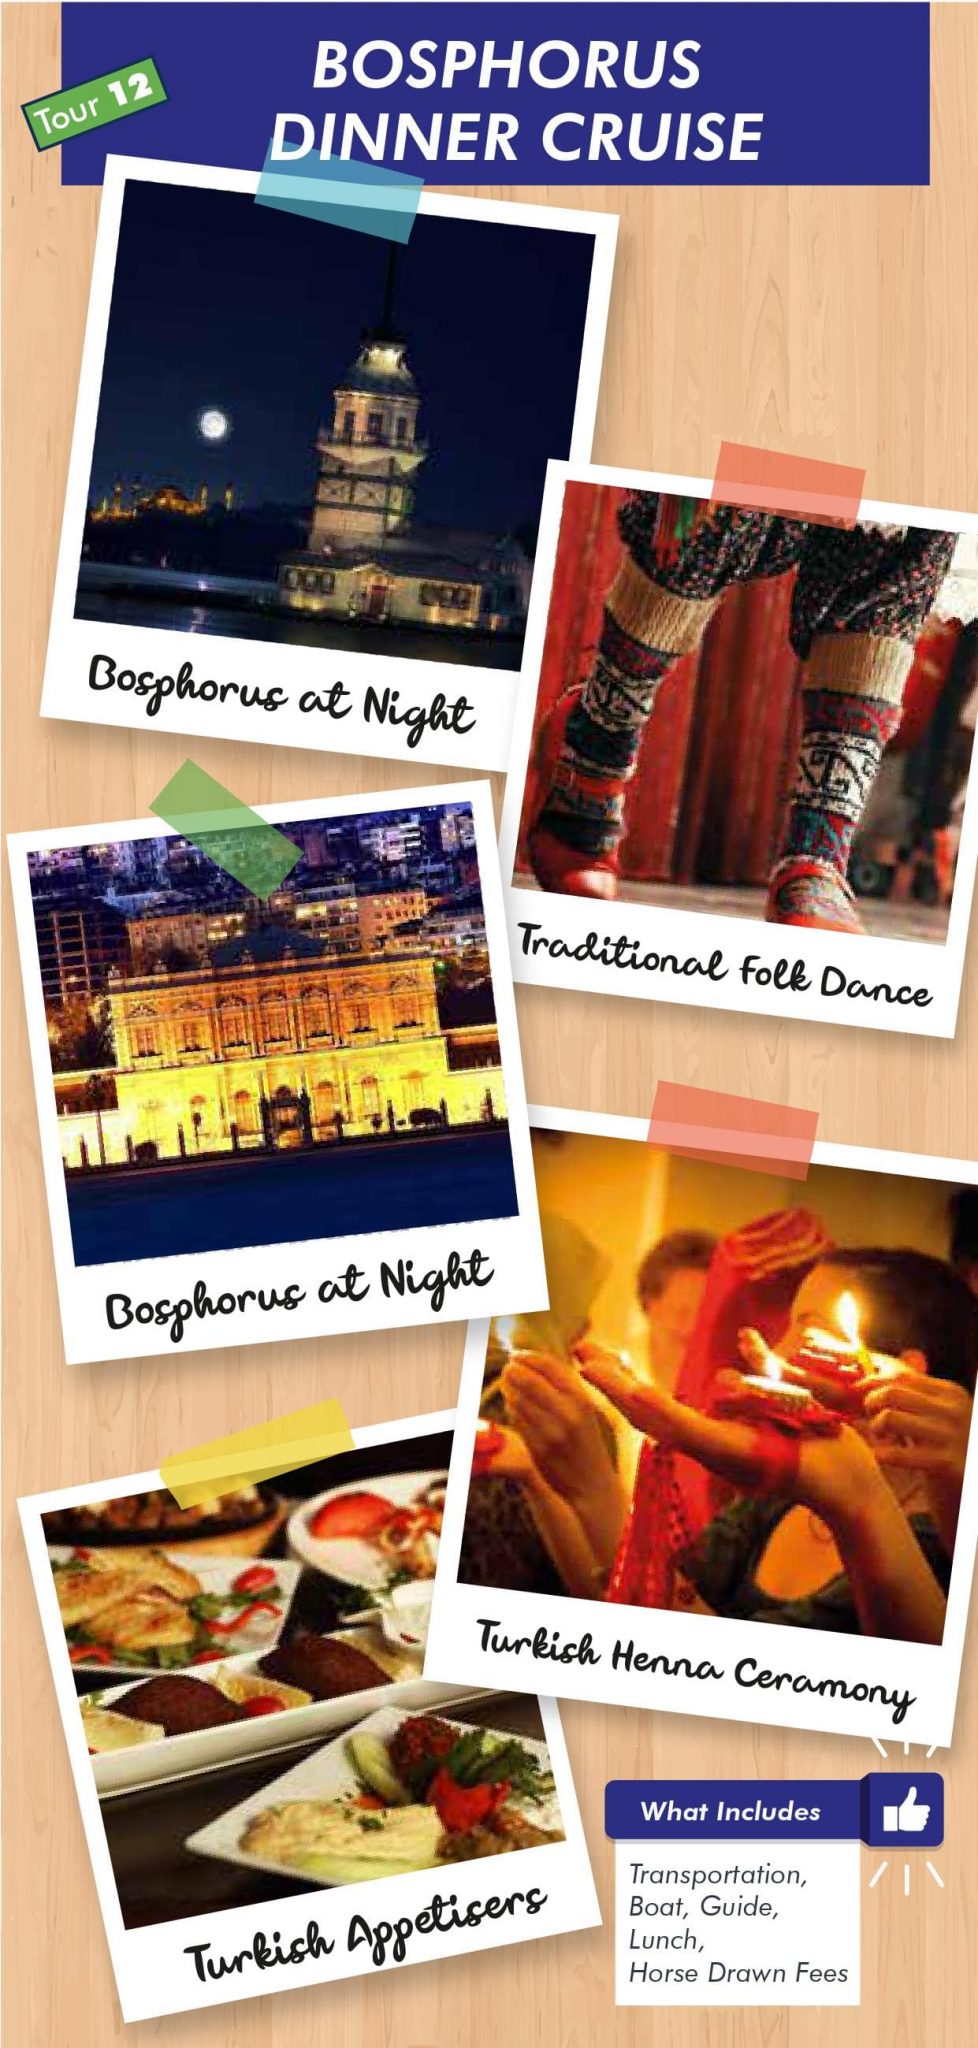 BOSPHORUS
DINNER CRUISE
Tour 12
Bosphorus at Night
Traditional Folk Dance
Bosphorus at Night
Turkish Henna Ceramony
Turkish Appetisers
What Includes
Transportation,
Boat, Guide,
Lunch,
Horse Drawn Fees